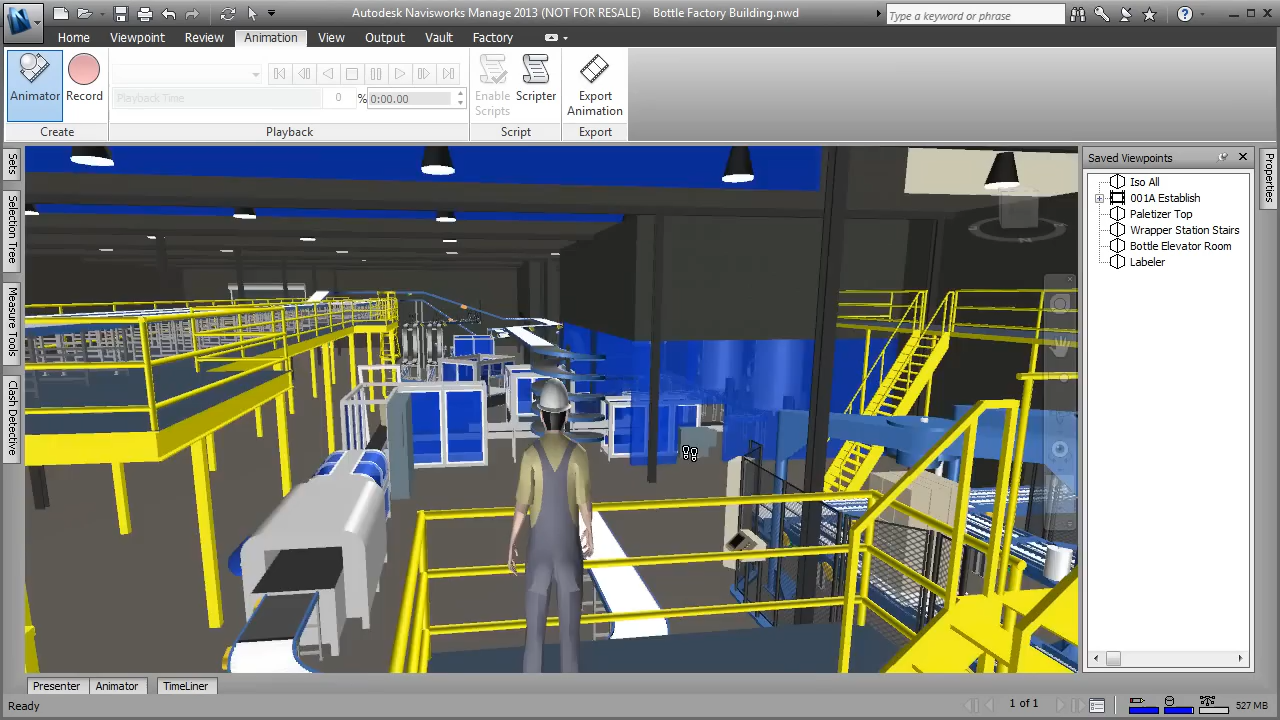 Autodesk Navisworks Manage 2013 (NOT FOR RESALE) Bottle Factory Building.nwd
Type a keyword or phrase
Home Viewpoint Review Animation View Output Vault Factory
Animator
Record
Create
Playback Time
0 % 0:00.00
Playback
Enable Scripts
Scripter
Script
Export Animation
Export
Sets
Selection Tree
Measure Tools
Clash Detective
Saved Viewpoints
Iso All
001A Establish
Paletizer Top
Wrapper Station Stairs
Bottle Elevator Room
Labeler
Properties
Presenter Animator TimeLiner
Ready
1 of 1
527 MB